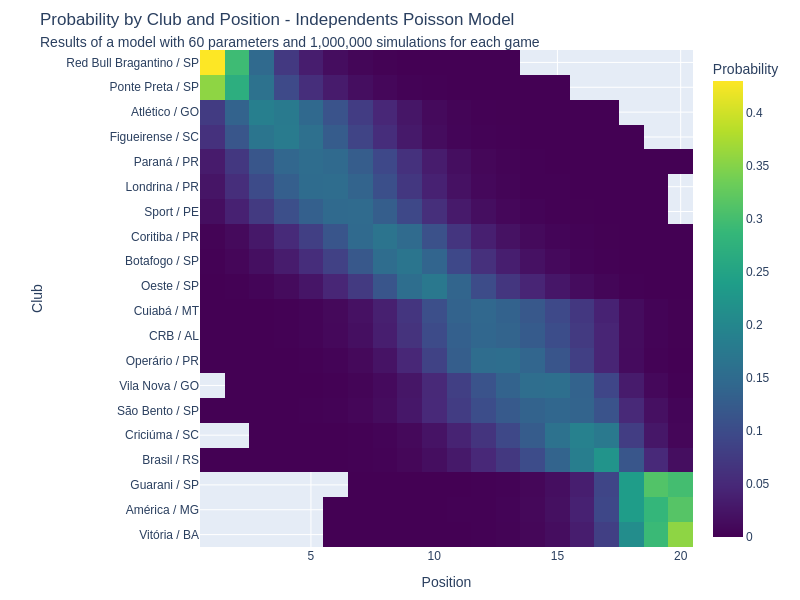 Probability by Club and Position - Independents Poisson Model
Results of a model with 60 parameters and 1,000,000 simulations for each game
Probability
Red Bull Bragantino / SP
Ponte Preta / SP
Atlético / GO
Figueirense / SC
Paraná / PR
Londrina / PR
Sport / PE
Coritiba / PR
Botafogo / SP
Oeste / SP
Cuiabá / MT
CRB / AL
Operário / PR
Vila Nova / GO
São Bento / SP
Criciúma / SC
Brasil / RS
Guarani / SP
América / MG
Vitória / BA
Club
5
10
15
20
Position
0.4
0.35
0.3
0.25
0.2
0.15
0.1
0.05
0